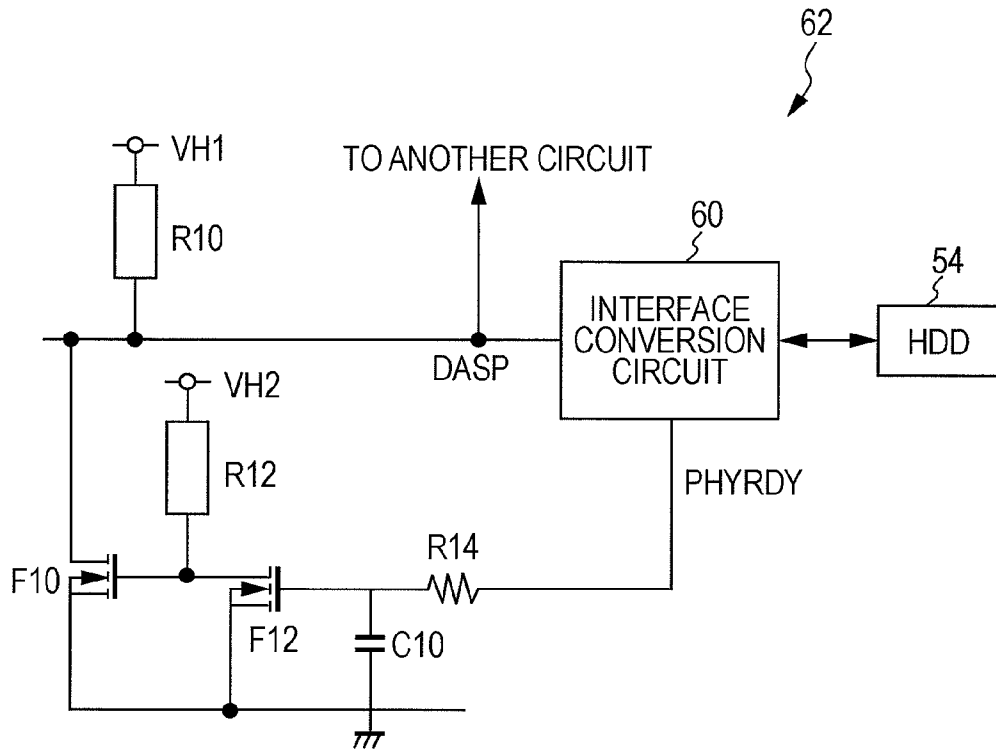 62
VH1
TO ANOTHER CIRCUIT
R10
60
54
INTERFACE
CONVERSION
CIRCUIT
HDD
DASP
VH2
R12
PHYRDY
R14
F10
F12
C10